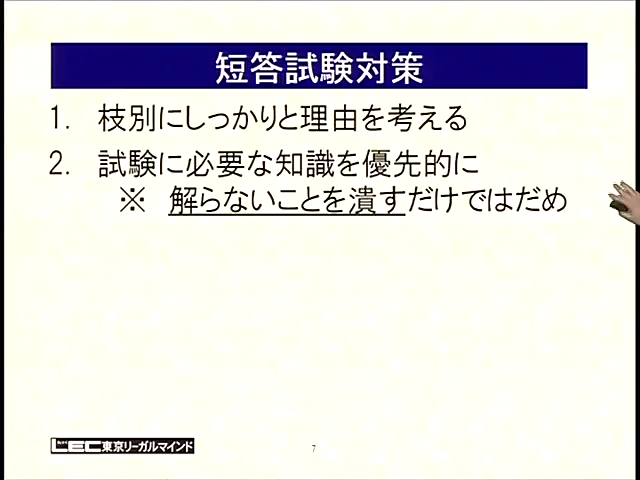 短答試験対策
1. 枝別にしっかりと理由を考える
2. 試験に必要な知識を優先的に
※ 解らないことを潰すだけではだめ
LEC東京リーガルマインド
7